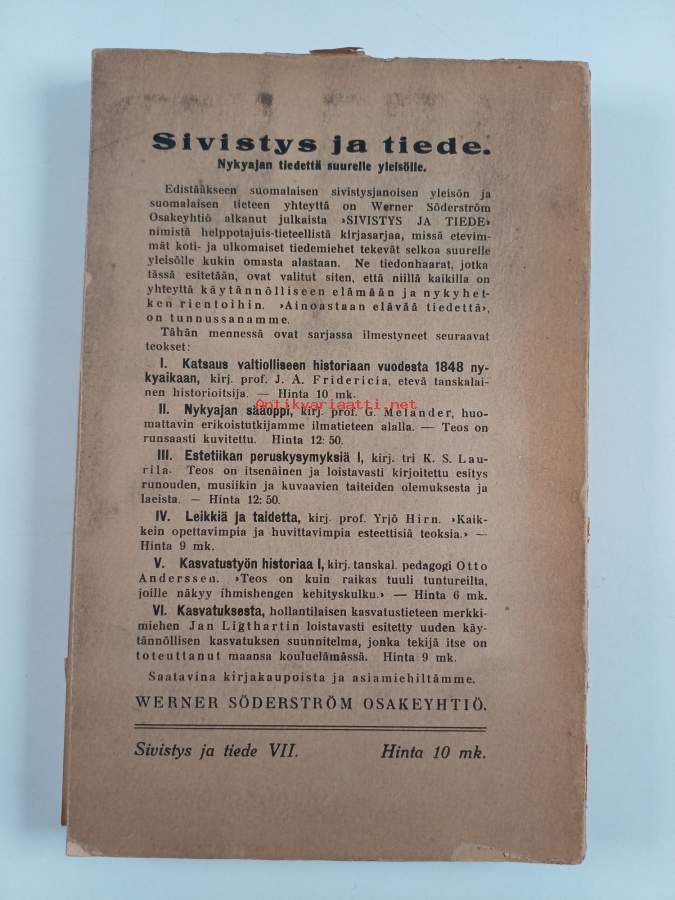 Sivistys ja tiede.
Nykyajan tiedettä suurelle yleisölle.
Edistääkseen suomalaisen sivistysjanoisen yleisön ja
suomalaisen tieteen yhteyttä on Werner Söderström
Osakeyhtiö alkanut julkaista »SIVISTYS JA TIEDE»
nimistä helppotajuis-tieteellistä kirjasarjaa, missä etevim-
mät koti- ja ulkomaiset tiedemiehet tekevät selkoa suurelle
yleisölle kukin omasta alastaan. Ne tiedonhaarat, jotka
tässä esitetään, ovat valitut siten, että niillä kaikilla on
yhteyttä käytännölliseen elämään ja nykyhet-
ken rientoihin. »Ainoastaan elävää tiedettä»,
on tunnussanamme.
Tähän mennessä ovat sarjassa ilmestyneet seuraavat
teokset:
I. Katsaus valtiolliseen historiaan vuodesta 1848 ny-
kyaikaan, kirj. prof. J. A. Fridericia, etevä tanskalai-
nen historioitsija. — Hinta 10 mk.
Antikvariaatti.net
II. Nykyajan sääoppi, kirj. prof. G. Melander, huo-
mattavin erikoistutkijamme ilmatieteen alalla. — Teos on
runsaasti kuvitettu. Hinta 12:50.
III. Estetiikan peruskysymyksiä I, kirj. tri K. S. Lau-
rila. Teos on itsenäinen ja loistavasti kirjoitettu esitys
runouden, musiikin ja kuvaavien taiteiden olemuksesta ja
laeista. — Hinta 12:50.
IV. Leikkiä ja taidetta, kirj. prof. Yrjö Hirn. »Kaik-
kein opettavimpia ja huvittavimpia esteettisiä teoksia.» —
Hinta 9 mk.
V. Kasvatustyön historiaa I, kirj. tanskal. pedagogi Otto
Anderssen. »Teos on kuin raikas tuuli tuntureilta,
joille näkyy ihmishengen kehityskulku.» — Hinta 6 mk.
VI. Kasvatuksesta, hollantilaisen kasvatustieteen merkki-
miehen Jan Ligthartin loistavasti esitetty uuden käy-
tännöllisen kasvatuksen suunnitelma, jonka tekijä itse on
toteuttanut maansa kouluelämässä. Hinta 9 mk.
Saatavina kirjakaupoista ja asiamiehiltämme.
WERNER SÖDERSTRÖM OSAKEYHTIÖ.
Sivistys ja tiede VII. Hinta 10 mk.